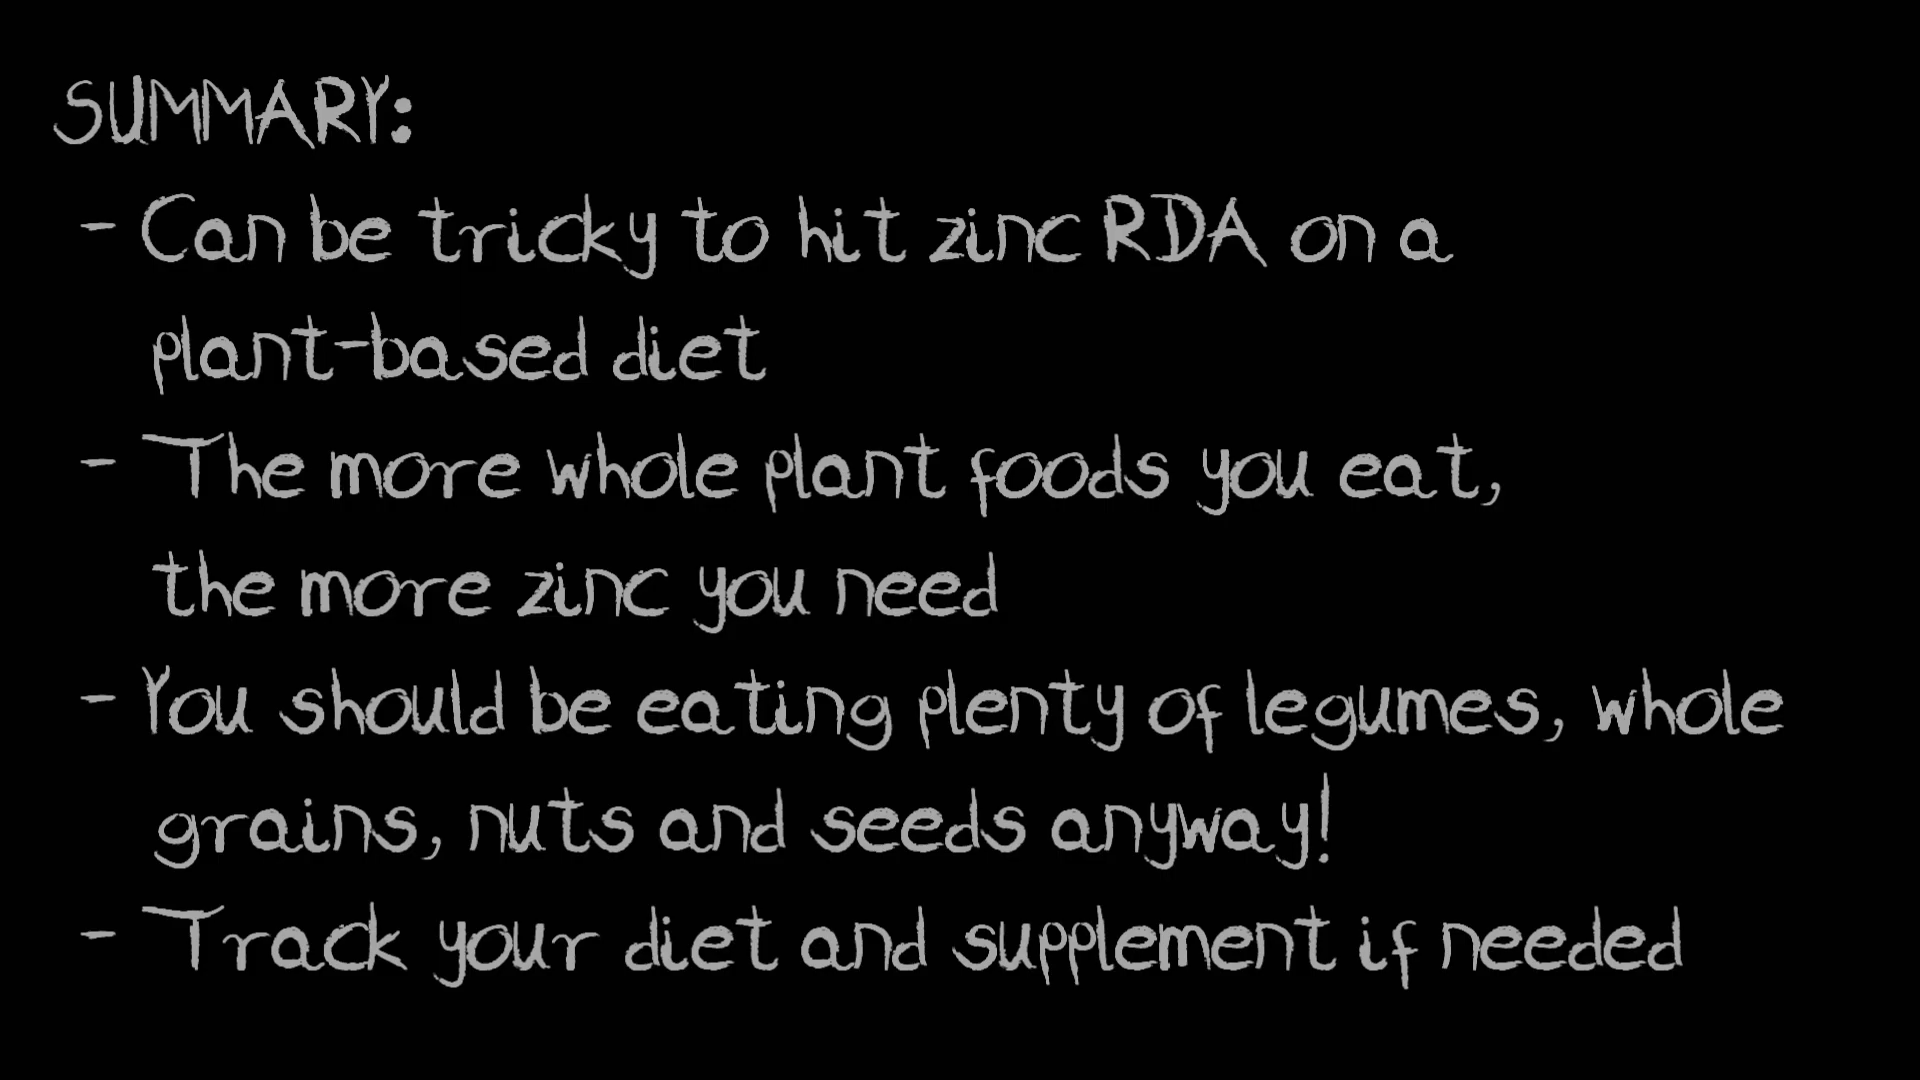 SUMMARY:
- Can be tricky to hit zinc RDA on a
plant-based diet
- The more whole plant foods you eat,
the more zinc you need
- You should be eating plenty of legumes, whole
grains, nuts and seeds anyway!
- Track your diet and supplement if needed